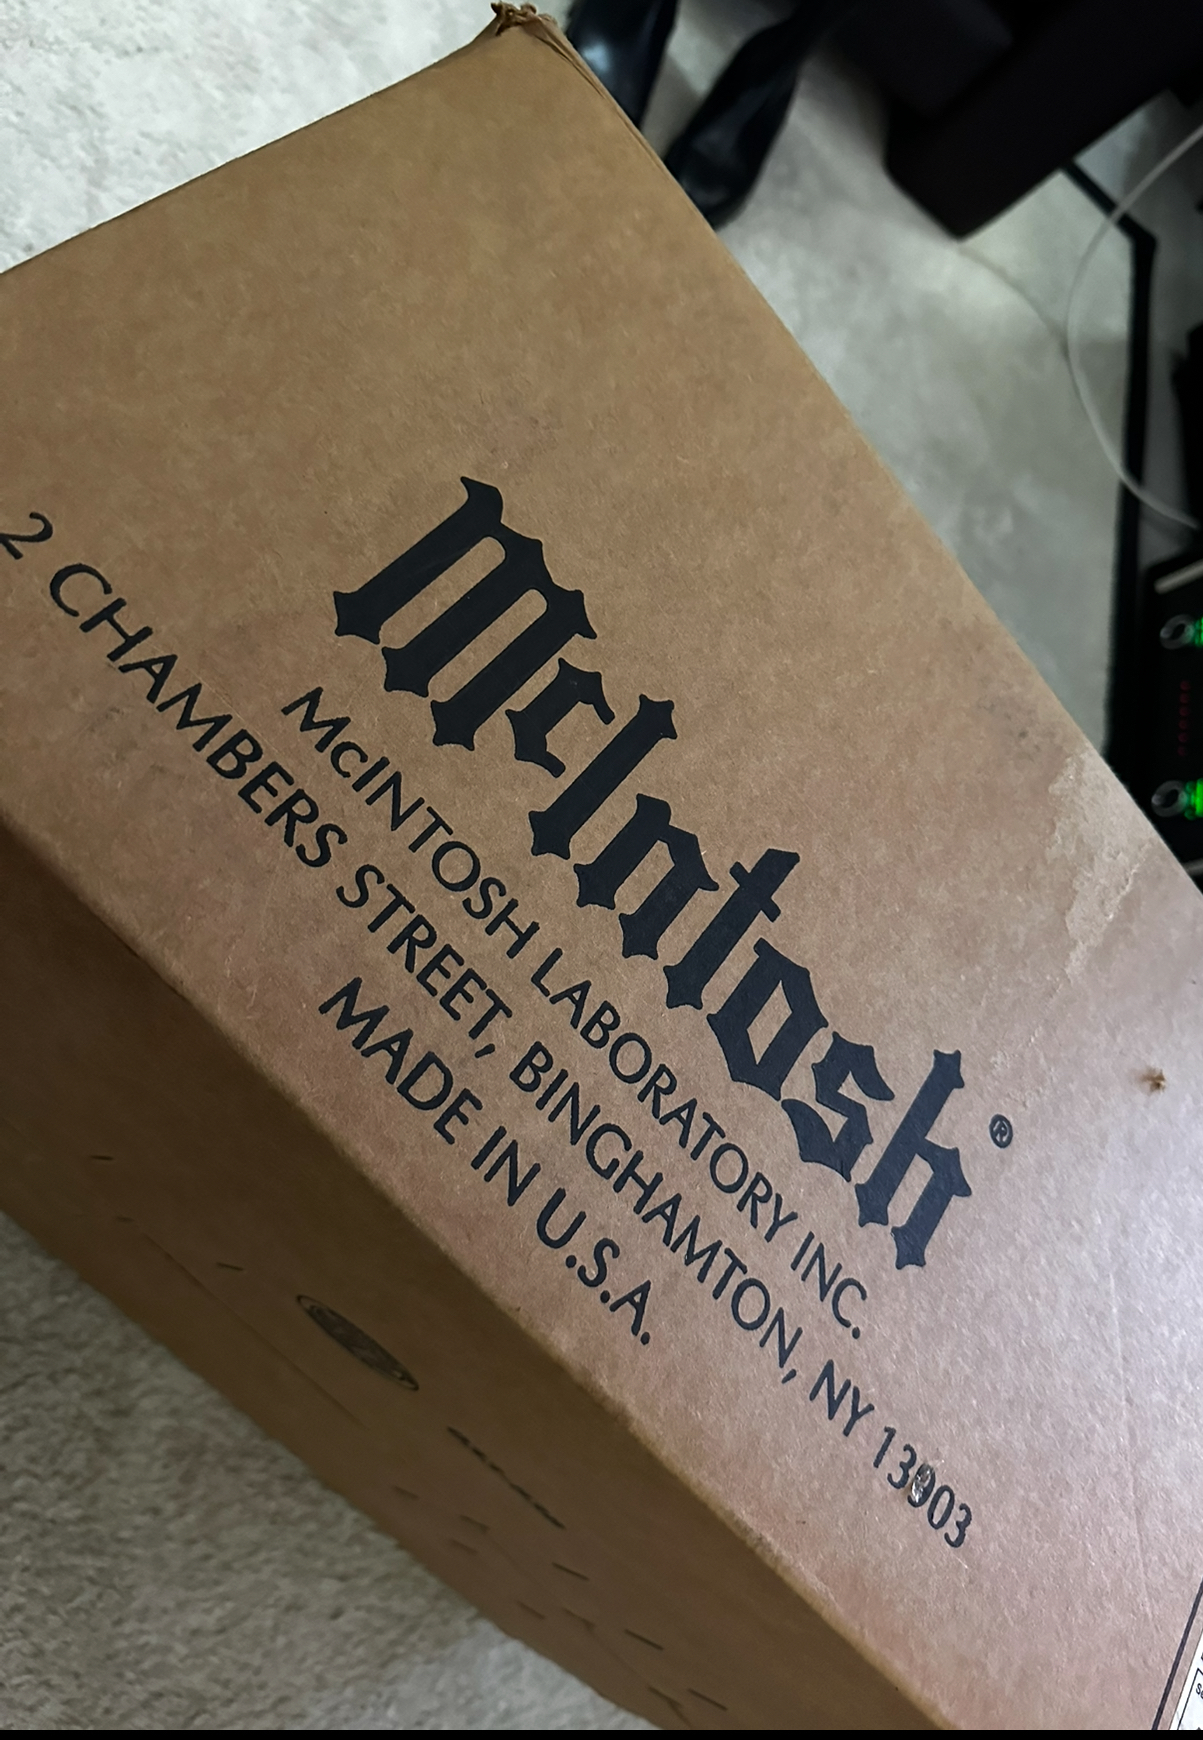 McIntosh®
McINTOSH LABORATORY INC.
2 CHAMBERS STREET, BINGHAMTON, NY 13903
MADE IN U.S.A.